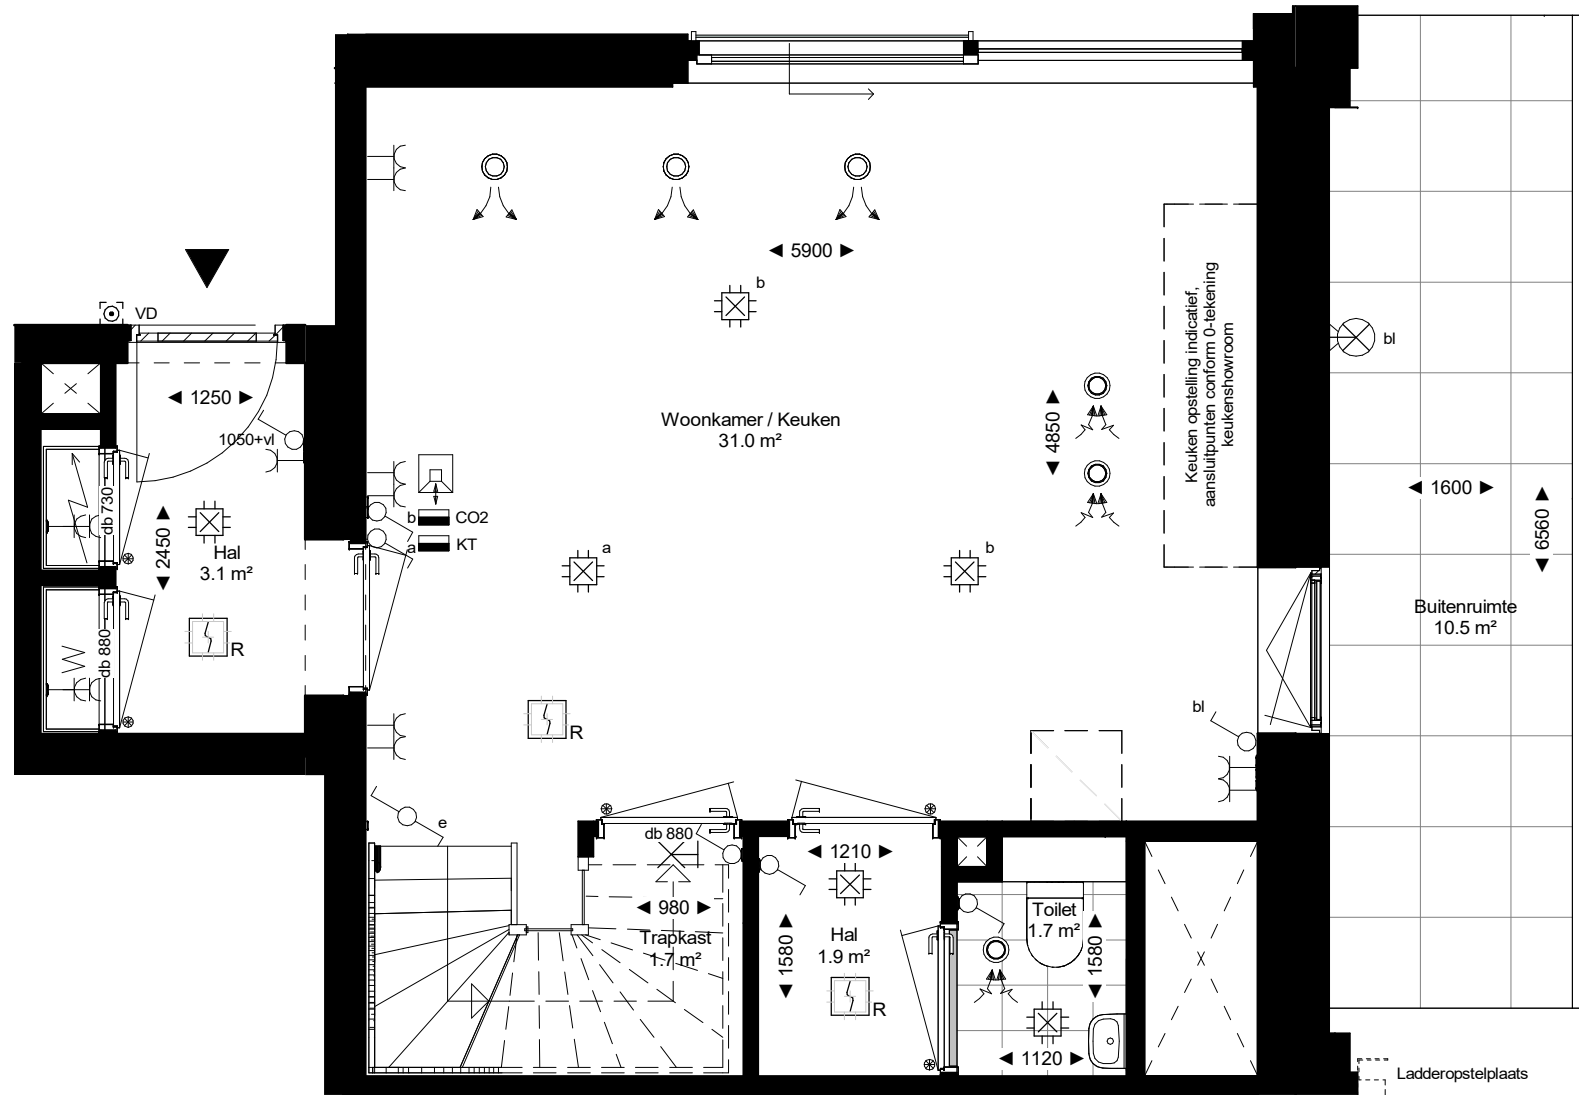 5900
b
VD
Keuken opstelling indicatief,
aansluitpunten conform 0-tekening
keukenshowroom
bl
1250
1050+vl
Woonkamer / Keuken
31.0 m²
4850
1600
6560
db 730
2450
Hal
3.1 m²
b
CO2
a
KT
a
b
R
db 880
Buitenruimte
10.5 m²
R
bl
e
db 880
1210
980
Trapkast
1.7 m²
1580
Hal
1.9 m²
R
Toilet
1.7 m²
1580
1120
Ladderopstelplaats